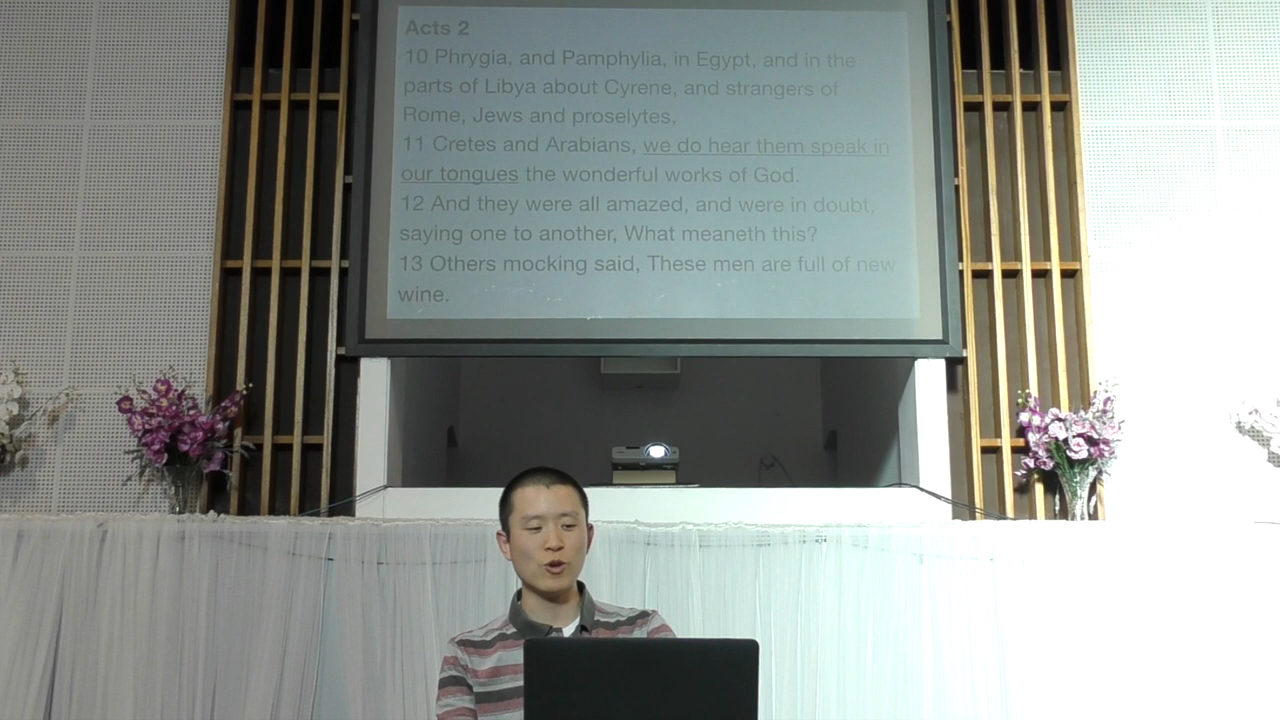 Acts 2
10 Phrygia, and Pamphylia, in Egypt, and in the
parts of Libya about Cyrene, and strangers of
Rome, Jews and proselytes,
11 Cretes and Arabians, we do hear them speak in
our tongues the wonderful works of God.
12 And they were all amazed, and were in doubt,
saying one to another, What meaneth this?
13 Others mocking said, These men are full of new
wine.